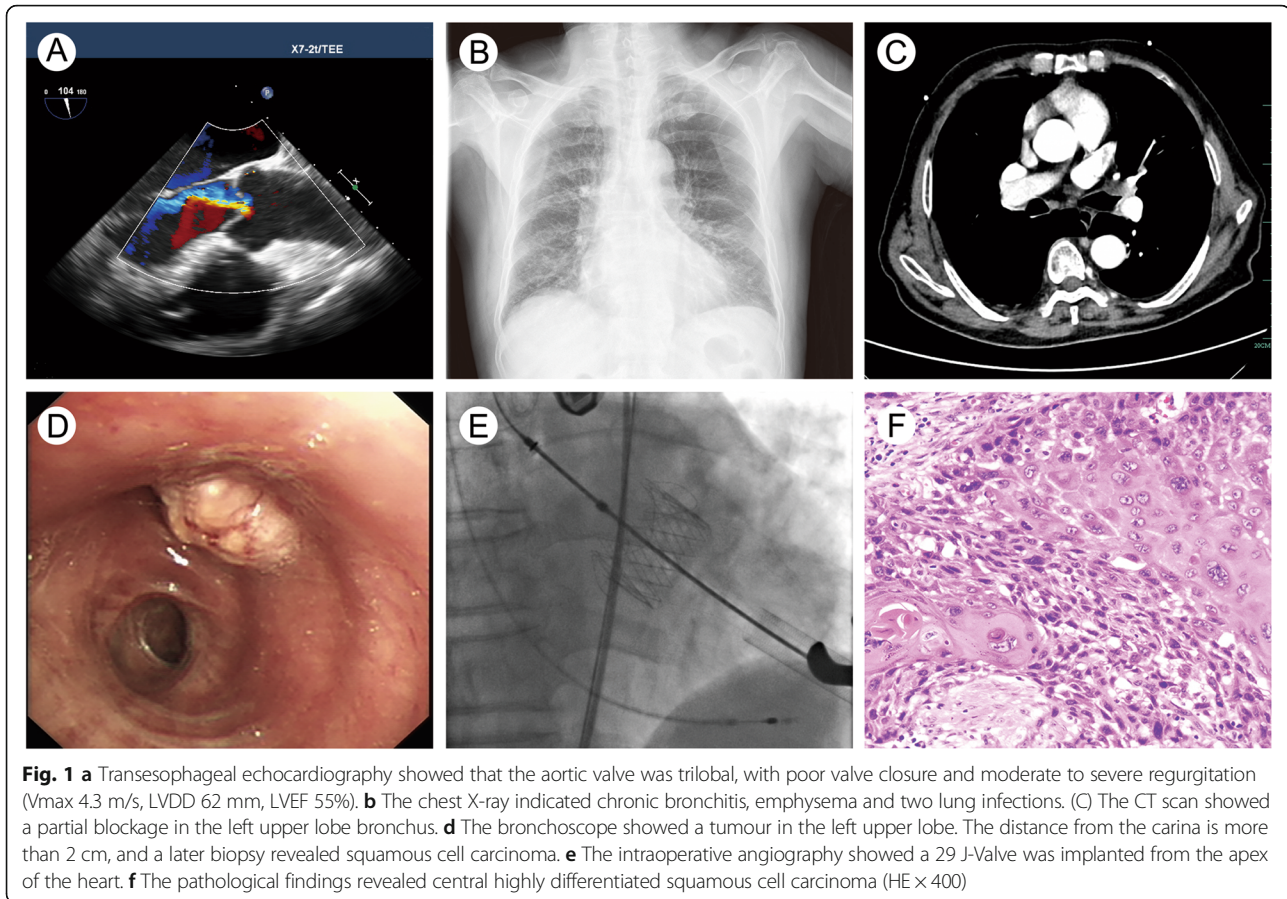 A
X7-2t/TEE
0 104 180
P
B
C
20CM
D
E
F
Fig. 1 a Transesophageal echocardiography showed that the aortic valve was trilobal, with poor valve closure and moderate to severe regurgitation
(Vmax 4.3 m/s, LVDD 62 mm, LVEF 55%). b The chest X-ray indicated chronic bronchitis, emphysema and two lung infections. (C) The CT scan showed
a partial blockage in the left upper lobe bronchus. d The bronchoscope showed a tumour in the left upper lobe. The distance from the carina is more
than 2 cm, and a later biopsy revealed squamous cell carcinoma. e The intraoperative angiography showed a 29 J-Valve was implanted from the apex
of the heart. f The pathological findings revealed central highly differentiated squamous cell carcinoma (HE × 400)